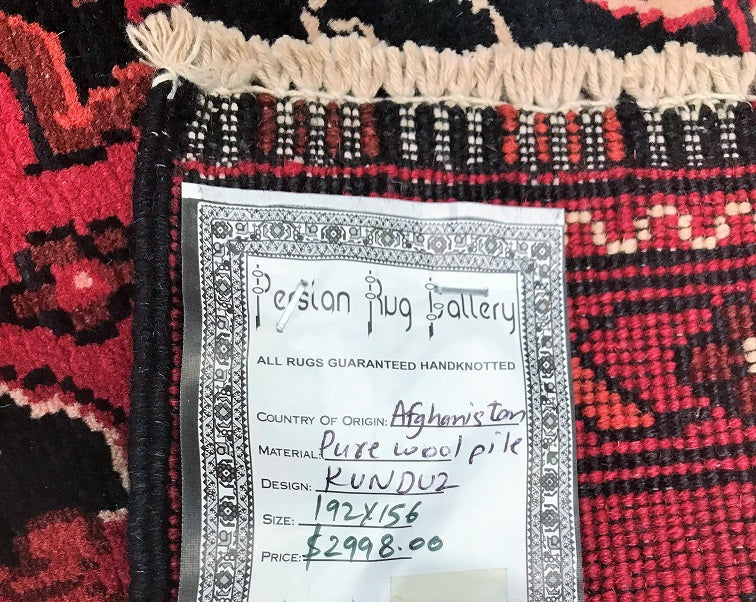 Persian Rug Gallery
ALL RUGS GUARANTEED HANDKNOTTED
COUNTRY OF ORIGIN: Afghanistan
MATERIAL: Pure wool pile
DESIGN: KUNDUZ
SIZE: 192X156
PRICE: $2998.00